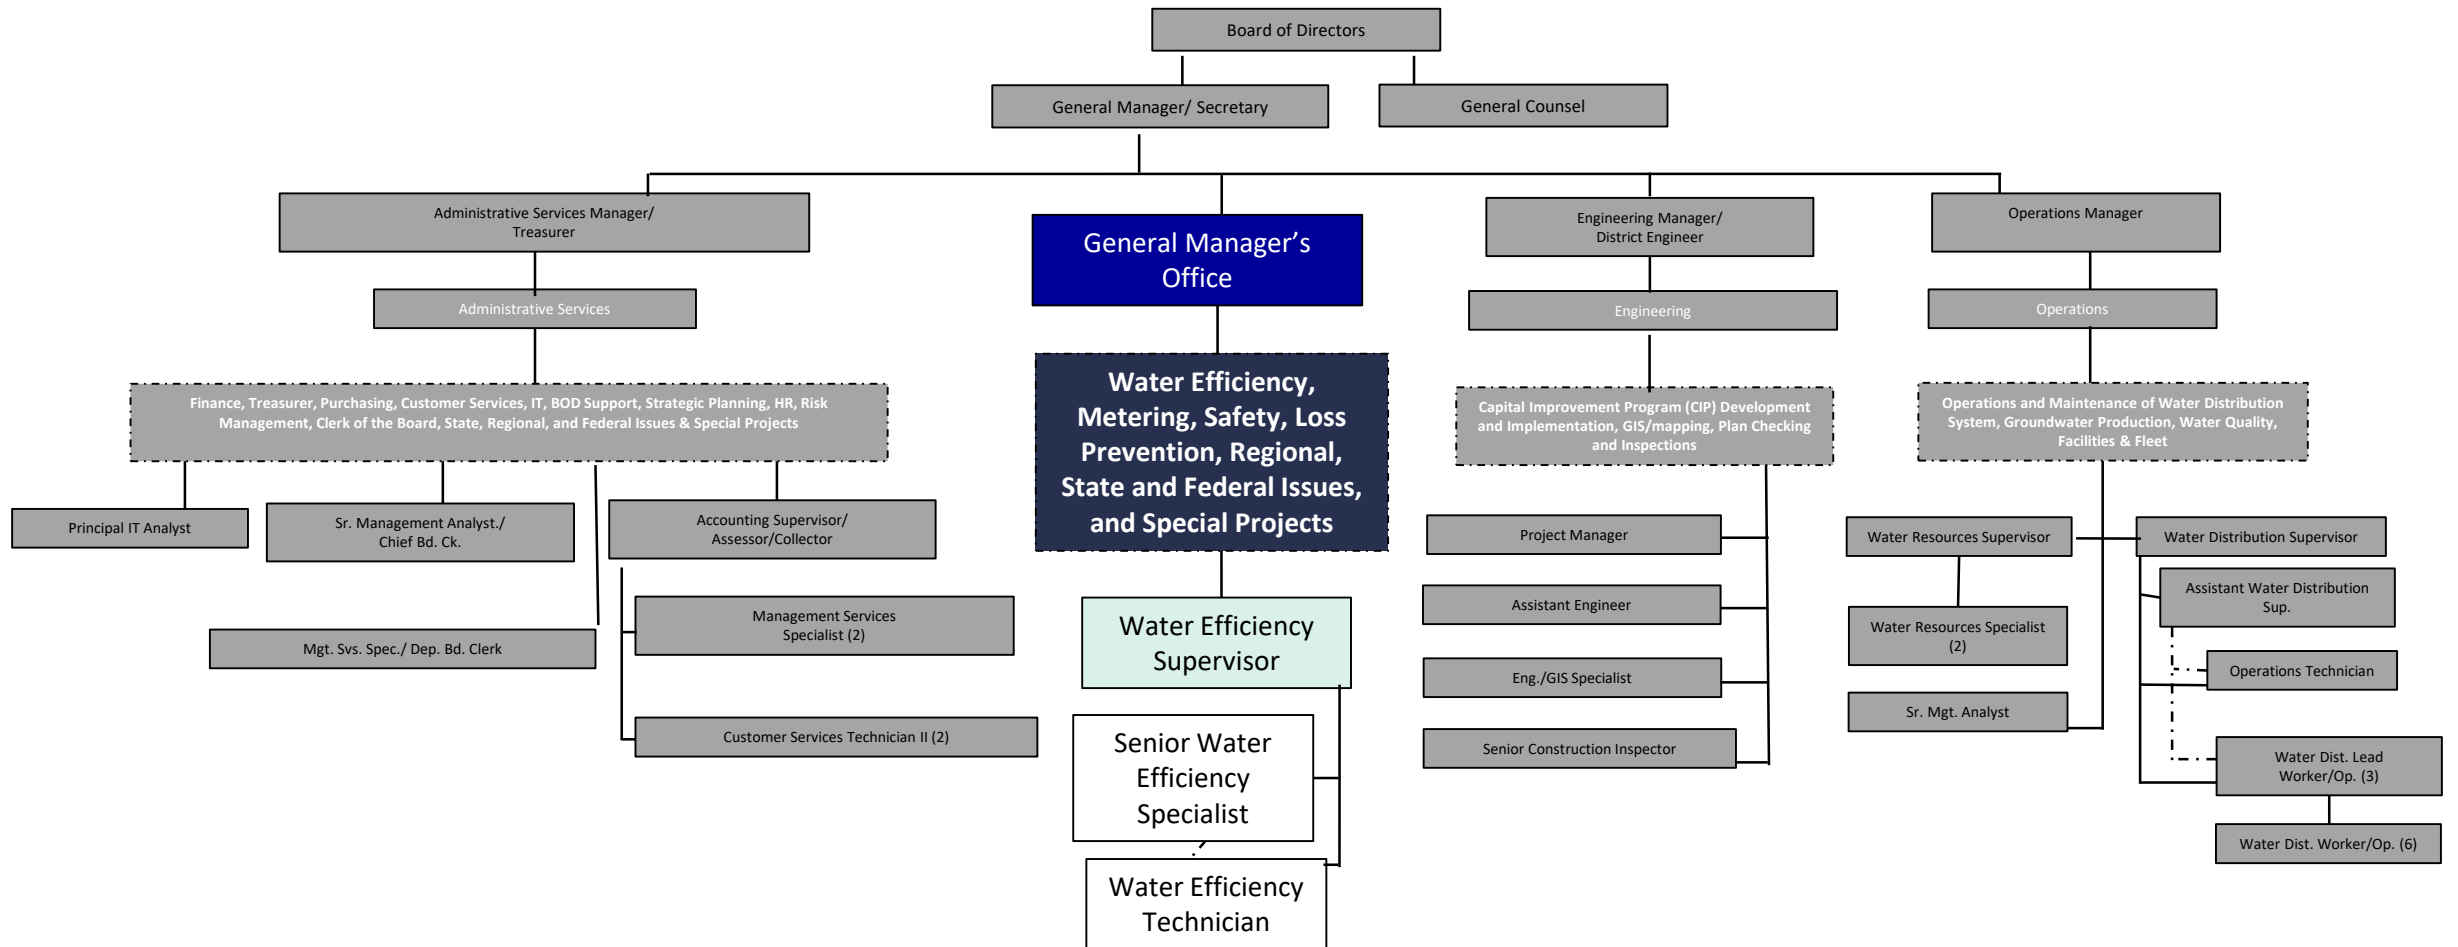 Board of Directors
General Manager/ Secretary
General Counsel
Administrative Services Manager/
Treasurer
General Manager’s
Office
Engineering Manager/
District Engineer
Operations Manager
Administrative Services
Engineering
Operations
Finance, Treasurer, Purchasing, Customer Services, IT, BOD Support, Strategic Planning, HR, Risk
Management, Clerk of the Board, State, Regional, and Federal Issues & Special Projects
Water Efficiency,
Metering, Safety, Loss
Prevention, Regional,
State and Federal Issues,
and Special Projects
Capital Improvement Program (CIP) Development
and Implementation, GIS/mapping, Plan Checking
and Inspections
Operations and Maintenance of Water Distribution
System, Groundwater Production, Water Quality,
Facilities & Fleet
Principal IT Analyst
Sr. Management Analyst./
Chief Bd. Ck.
Accounting Supervisor/
Assessor/Collector
Mgt. Svs. Spec./ Dep. Bd. Clerk
Management Services
Specialist (2)
Customer Services Technician II (2)
Water Efficiency
Supervisor
Senior Water
Efficiency
Specialist
Water Efficiency
Technician
Project Manager
Assistant Engineer
Eng./GIS Specialist
Senior Construction Inspector
Water Resources Supervisor
Water Distribution Supervisor
Water Resources Specialist
(2)
Sr. Mgt. Analyst
Assistant Water Distribution
Sup.
Operations Technician
Water Dist. Lead
Worker/Op. (3)
Water Dist. Worker/Op. (6)